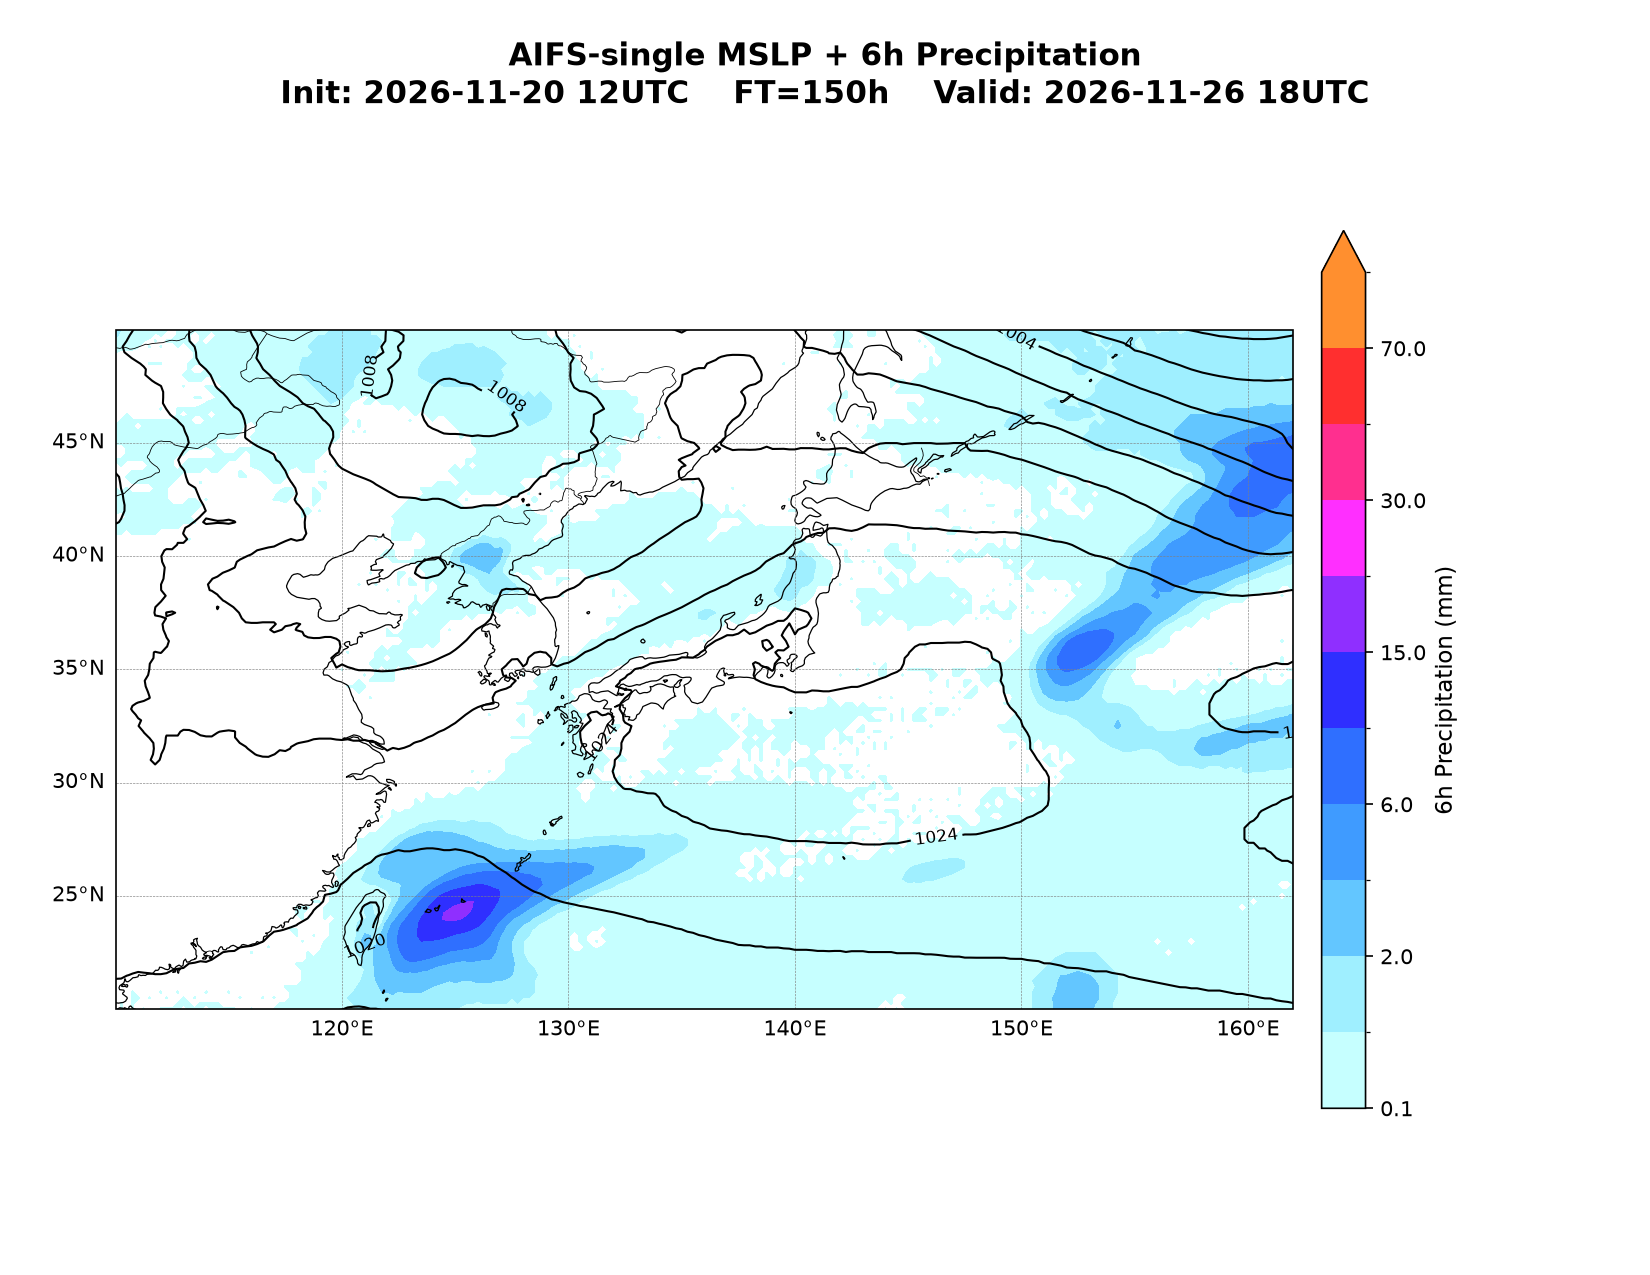 AIFS-single MSLP + 6h Precipitation
Init: 2026-11-20 12UTC    FT=150h    Valid: 2026-11-26 18UTC
1004
1008
1008
1024
1024
1020
45°N
40°N
35°N
30°N
25°N
120°E
130°E
140°E
150°E
160°E
70.0
30.0
15.0
6.0
2.0
0.1
6h Precipitation (mm)